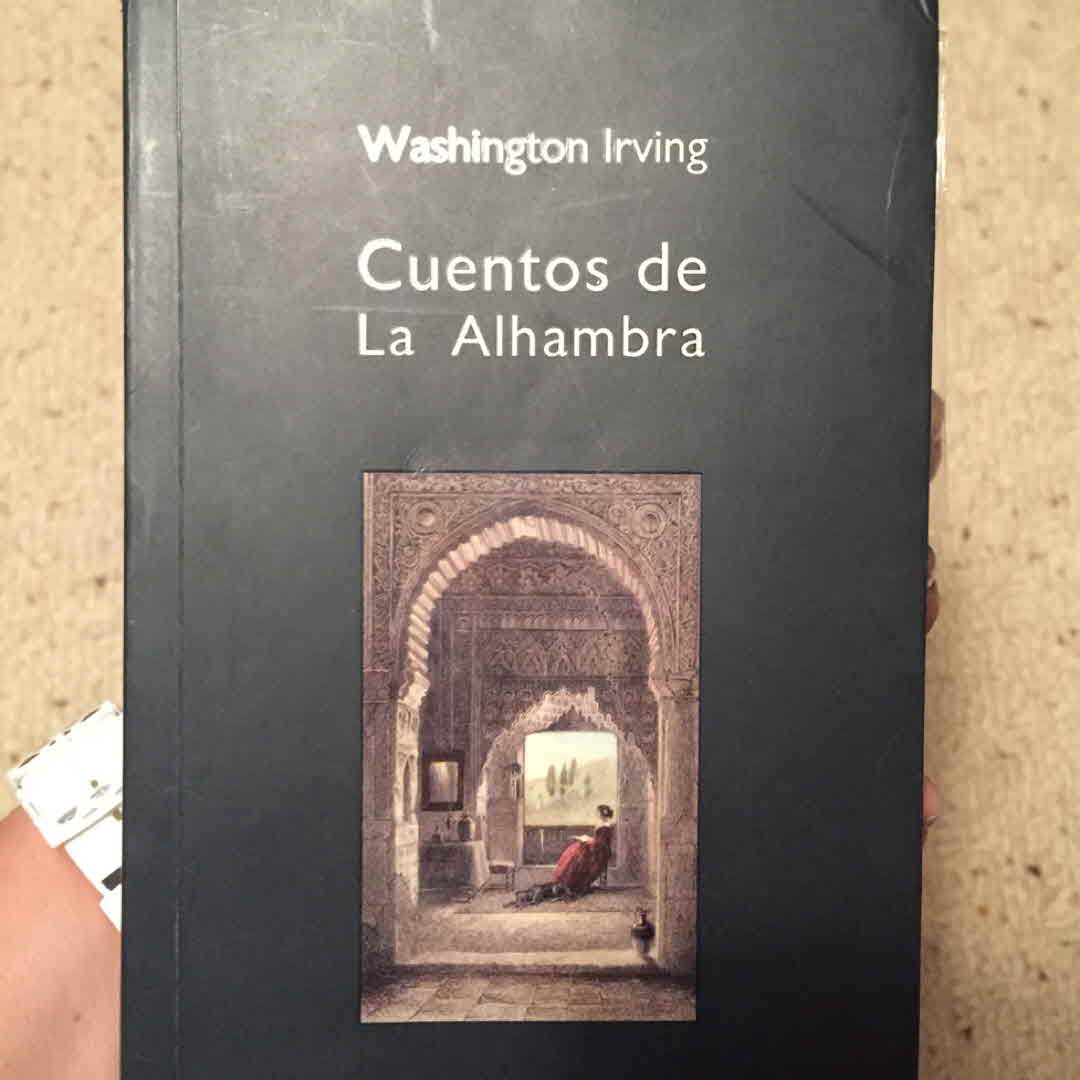 Washington Irving
Cuentos de
La Alhambra